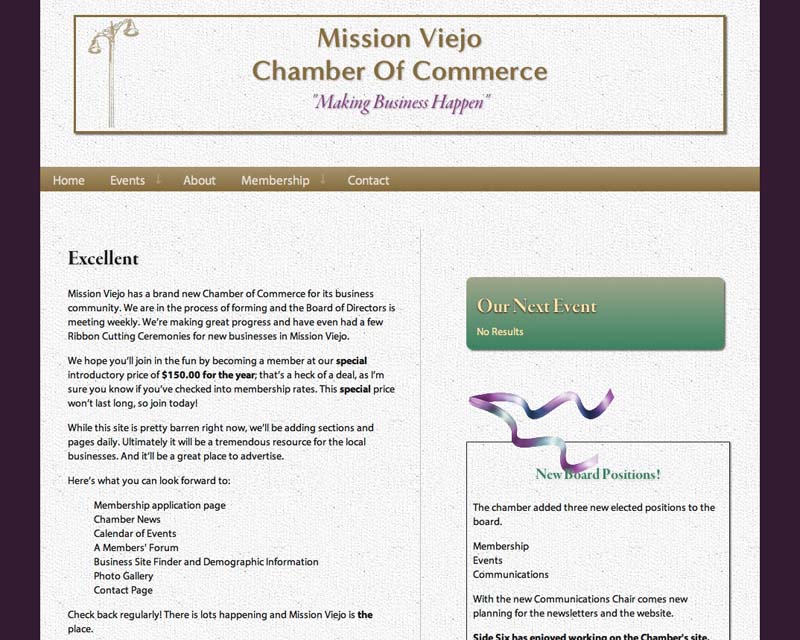 Mission Viejo
Chamber Of Commerce
"Making Business Happen"
Home Events ↓ About Membership ↓ Contact
Excellent
Mission Viejo has a brand new Chamber of Commerce for its business
community. We are in the process of forming and the Board of Directors is
meeting weekly. We're making great progress and have even had a few
Ribbon Cutting Ceremonies for new businesses in Mission Viejo.
We hope you'll join in the fun by becoming a member at our special
introductory price of $150.00 for the year; that's a heck of a deal, as I'm
sure you know if you've checked into membership rates. This special price
won't last long, so join today!
While this site is pretty barren right now, we'll be adding sections and
pages daily. Ultimately it will be a tremendous resource for the local
businesses. And it'll be a great place to advertise.
Here's what you can look forward to:
Membership application page
Chamber News
Calendar of Events
A Members' Forum
Business Site Finder and Demographic Information
Photo Gallery
Contact Page
Check back regularly! There is lots happening and Mission Viejo is the
place.
Our Next Event
No Results
New Board Positions!
The chamber added three new elected positions to the
board.
Membership
Events
Communications
With the new Communications Chair comes new
planning for the newsletters and the website.
Side Six has enjoyed working on the Chamber's site,